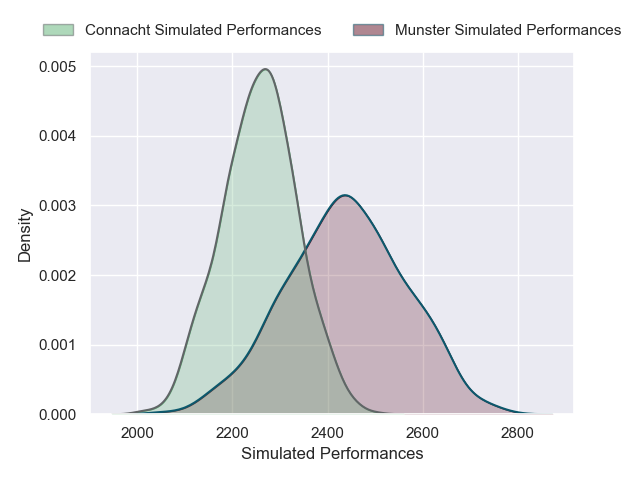 Connacht Simulated Performances Munster Simulated Performances
0.005
0.004
0.003
0.002
0.001
0.000
Density
2000 2200 2400 2600 2800
Simulated Performances